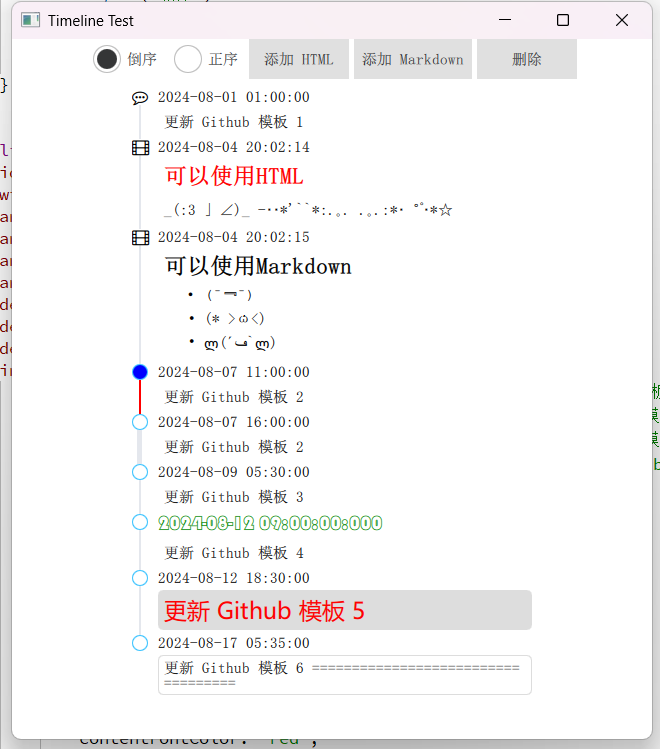 Timeline Test
倒序 正序 添加 HTML 添加 Markdown 删除
2024-08-01 01:00:00
更新 Github 模板 1
2024-08-04 20:02:14
可以使用HTML
_(:3 」∠)_ -··*'``*:.｡. .｡.:*･゜ﾟ･*☆
2024-08-04 20:02:15
可以使用Markdown
• (¯﹃¯)
• (* >ω<)
• ლ(´ڡ`ლ)
2024-08-07 11:00:00
更新 Github 模板 2
2024-08-07 16:00:00
更新 Github 模板 2
2024-08-09 05:30:00
更新 Github 模板 3
2024-08-12 09:00:00:000
更新 Github 模板 4
2024-08-12 18:30:00
更新 Github 模板 5
2024-08-17 05:35:00
更新 Github 模板 6 ==========================
=========